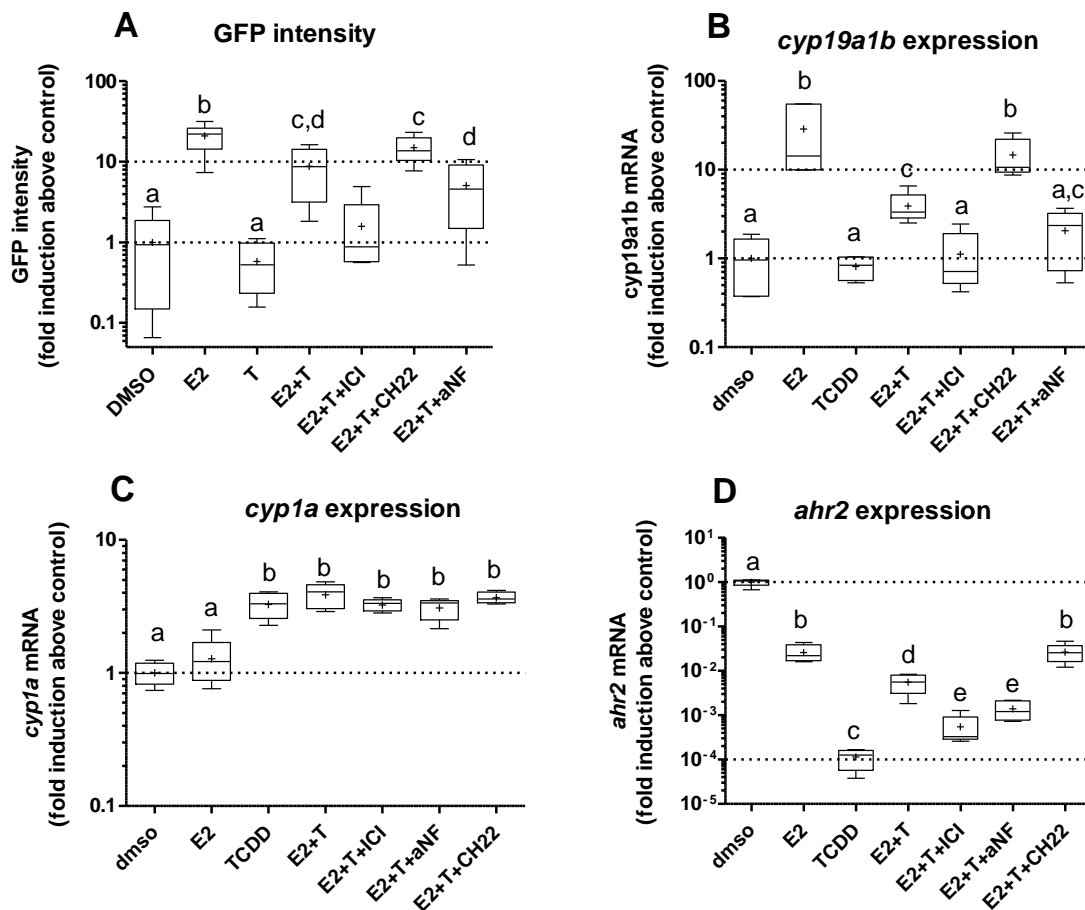 A
GFP intensity
GFP intensity
(fold induction above control)
100
10
1
0.1
a
b
a
c,d
a
c
d
DMSO
E2
T
E2+T
E2+T+ICI
E2+T+CH22
E2+T+aNF
B
cyp19a1b expression
cyp19a1b mRNA
(fold induction above control)
100
10
1
0.1
a
b
a
c
a
b
a,c
dmso
E2
TCDD
E2+T
E2+T+ICI
E2+T+CH22
E2+T+aNF
C
cyp1a expression
cyp1a mRNA
(fold induction above control)
10
1
0.1
a
a
b
b
b
b
b
dmso
E2
TCDD
E2+T
E2+T+ICI
E2+T+aNF
E2+T+CH22
D
ahr2 expression
ahr2 mRNA
(fold induction above control)
10¹
10⁰
10⁻¹
10⁻²
10⁻³
10⁻⁴
10⁻⁵
a
b
c
d
e
e
b
dmso
E2
TCDD
E2+T
E2+T+ICI
E2+T+aNF
E2+T+CH22